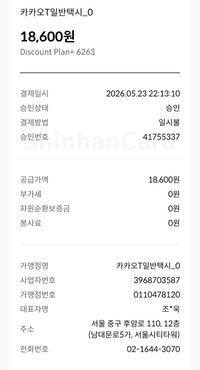 카카오T일반택시_0
18,600원
Discount Plan+ 6263
결제일시 2026.05.23 22:13:10
승인상태 승인
결제방법 일시불
승인번호 41755337
ShinhanCard
공급가액 18,600원
부가세 0원
자원순환보증금 0원
봉사료 0원
가맹점명 카카오T일반택시_0
사업자번호 3968703587
가맹점번호 0110478120
대표자명 조*욱
주소 서울 중구 후암로 110, 12층
(남대문로5가, 서울시티타워)
전화번호 02-1644-3070